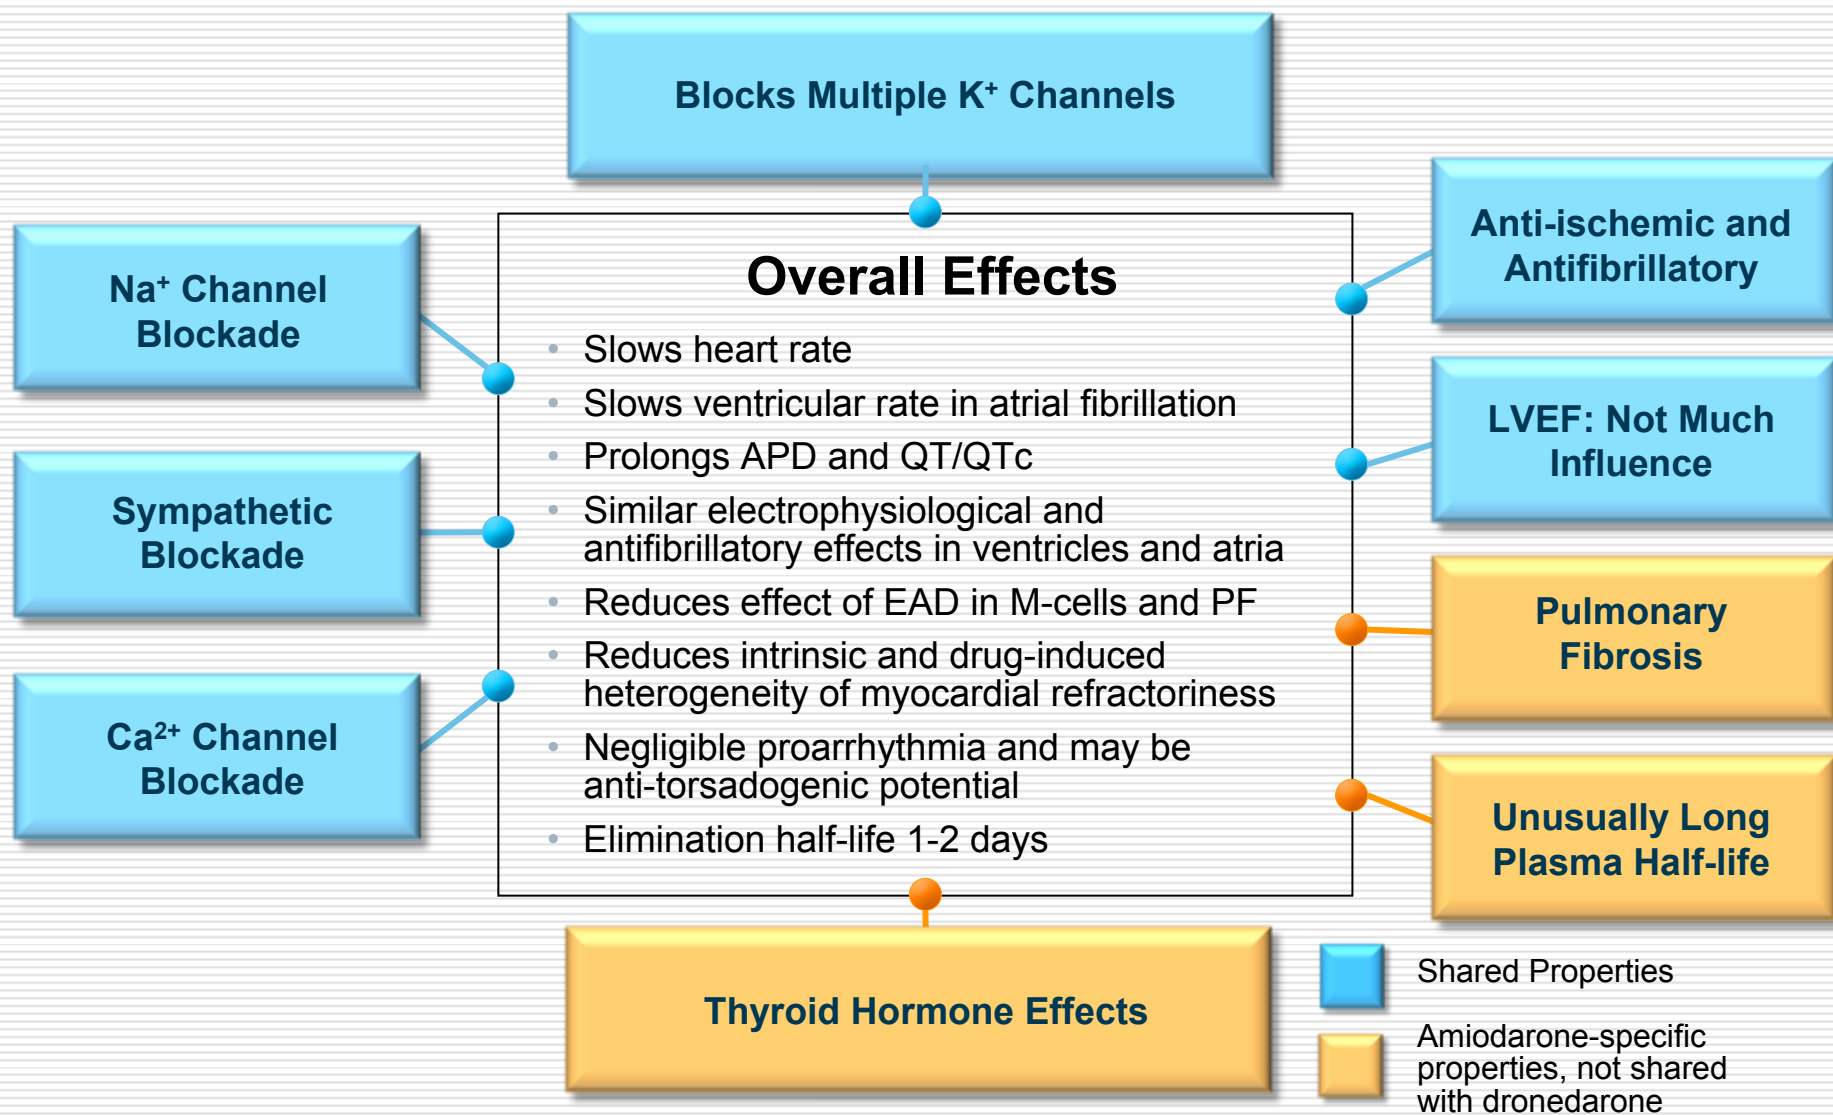 Blocks Multiple K⁺ Channels
Na⁺ Channel
Blockade
Sympathetic
Blockade
Ca²⁺ Channel
Blockade
Overall Effects
• Slows heart rate
• Slows ventricular rate in atrial fibrillation
• Prolongs APD and QT/QTc
• Similar electrophysiological and
antifibrillatory effects in ventricles and atria
• Reduces effect of EAD in M-cells and PF
• Reduces intrinsic and drug-induced
heterogeneity of myocardial refractoriness
• Negligible proarrhythmia and may be
anti-torsadogenic potential
• Elimination half-life 1-2 days
Anti-ischemic and
Antifibrillatory
LVEF: Not Much
Influence
Pulmonary
Fibrosis
Unusually Long
Plasma Half-life
Thyroid Hormone Effects
Shared Properties
Amiodarone-specific
properties, not shared
with dronedarone